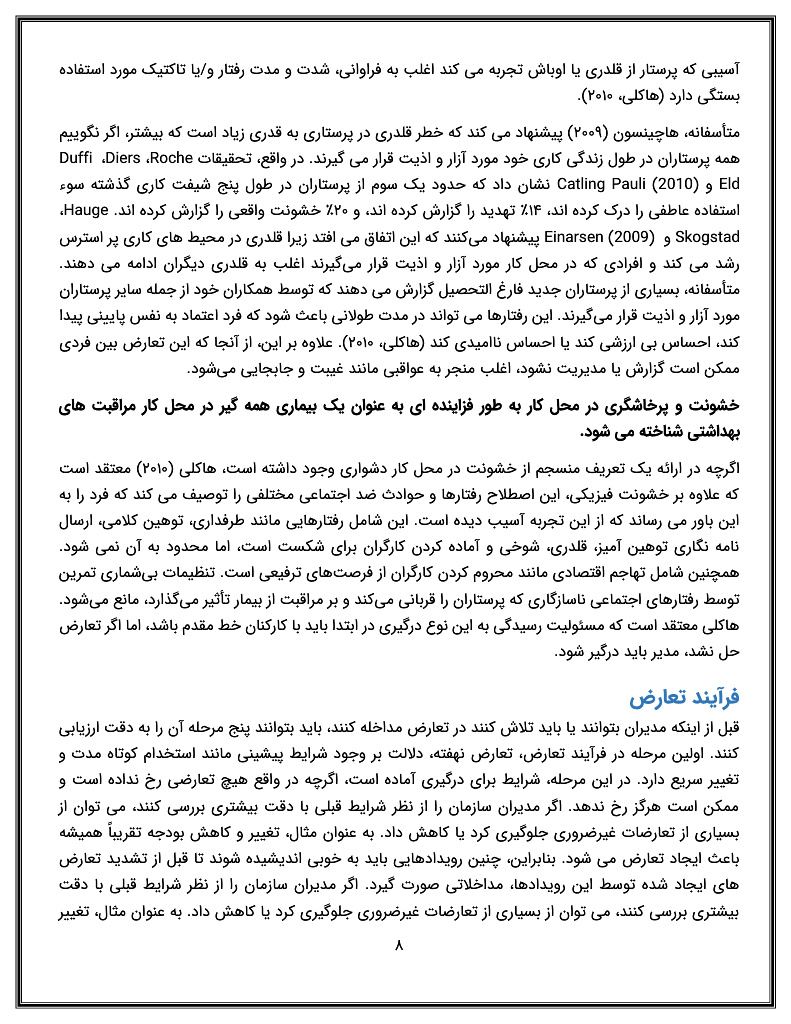 آسیبی که پرستار از قلدری یا اوباش تجربه می کند اغلب به فراوانی، شدت و مدت رفتار و/یا تاکتیک مورد استفاده
بستگی دارد (هاکلی، ۲۰۱۰).
متأسفانه، هاچینسون (۲۰۰۹) پیشنهاد می کند که خطر قلدری در پرستاری به قدری زیاد است که بیشتر، اگر نگوییم
همه پرستاران در طول زندگی کاری خود مورد آزار و اذیت قرار می گیرند. در واقع، تحقیقات Roche، Diers، Duffi
Eld و Catling Pauli (2010) نشان داد که حدود یک سوم از پرستاران در طول پنج شیفت کاری گذشته سوء
استفاده عاطفی را درک کرده اند، ۱۴٪ تهدید را گزارش کرده اند، و ۲۰٪ خشونت واقعی را گزارش کرده اند. Hauge،
Skogstad و Einarsen (2009) پیشنهاد می‌کنند که این اتفاق می افتد زیرا قلدری در محیط های کاری پر استرس
رشد می کند و افرادی که در محل کار مورد آزار و اذیت قرار می‌گیرند اغلب به قلدری دیگران ادامه می دهند.
متأسفانه، بسیاری از پرستاران جدید فارغ التحصیل گزارش می دهند که توسط همکاران خود از جمله سایر پرستاران
مورد آزار و اذیت قرار می‌گیرند. این رفتارها می تواند در مدت طولانی باعث شود که فرد اعتماد به نفس پایینی پیدا
کند، احساس بی ارزشی کند یا احساس ناامیدی کند (هاکلی، ۲۰۱۰). علاوه بر این، از آنجا که این تعارض بین فردی
ممکن است گزارش یا مدیریت نشود، اغلب منجر به عواقبی مانند غیبت و جابجایی می‌شود.
خشونت و پرخاشگری در محل کار به طور فزاینده ای به عنوان یک بیماری همه گیر در محل کار مراقبت های
بهداشتی شناخته می شود.
اگرچه در ارائه یک تعریف منسجم از خشونت در محل کار دشواری وجود داشته است، هاکلی (۲۰۱۰) معتقد است
که علاوه بر خشونت فیزیکی، این اصطلاح رفتارها و حوادث ضد اجتماعی مختلفی را توصیف می کند که فرد را به
این باور می رساند که از این تجربه آسیب دیده است. این شامل رفتارهایی مانند طرفداری، توهین کلامی، ارسال
نامه نگاری توهین آمیز، قلدری، شوخی و آماده کردن کارگران برای شکست است، اما محدود به آن نمی شود.
همچنین شامل تهاجم اقتصادی مانند محروم کردن کارگران از فرصت‌های ترفیعی است. تنظیمات بی‌شماری تمرین
توسط رفتارهای اجتماعی ناسازگاری که پرستاران را قربانی می‌کند و بر مراقبت از بیمار تأثیر می‌گذارد، مانع می‌شود.
هاکلی معتقد است که مسئولیت رسیدگی به این نوع درگیری در ابتدا باید با کارکنان خط مقدم باشد، اما اگر تعارض
حل نشد، مدیر باید درگیر شود.
فرآیند تعارض
قبل از اینکه مدیران بتوانند یا باید تلاش کنند در تعارض مداخله کنند، باید بتوانند پنج مرحله آن را به دقت ارزیابی
کنند. اولین مرحله در فرآیند تعارض، تعارض نهفته، دلالت بر وجود شرایط پیشینی مانند استخدام کوتاه مدت و
تغییر سریع دارد. در این مرحله، شرایط برای درگیری آماده است، اگرچه در واقع هیچ تعارضی رخ نداده است و
ممکن است هرگز رخ ندهد. اگر مدیران سازمان را از نظر شرایط قبلی با دقت بیشتری بررسی کنند، می توان از
بسیاری از تعارضات غیرضروری جلوگیری کرد یا کاهش داد. به عنوان مثال، تغییر و کاهش بودجه تقریباً همیشه
باعث ایجاد تعارض می شود. بنابراین، چنین رویدادهایی باید به خوبی اندیشیده شوند تا قبل از تشدید تعارض
های ایجاد شده توسط این رویدادها، مداخلاتی صورت گیرد. اگر مدیران سازمان را از نظر شرایط قبلی با دقت
بیشتری بررسی کنند، می توان از بسیاری از تعارضات غیرضروری جلوگیری کرد یا کاهش داد. به عنوان مثال، تغییر
۸